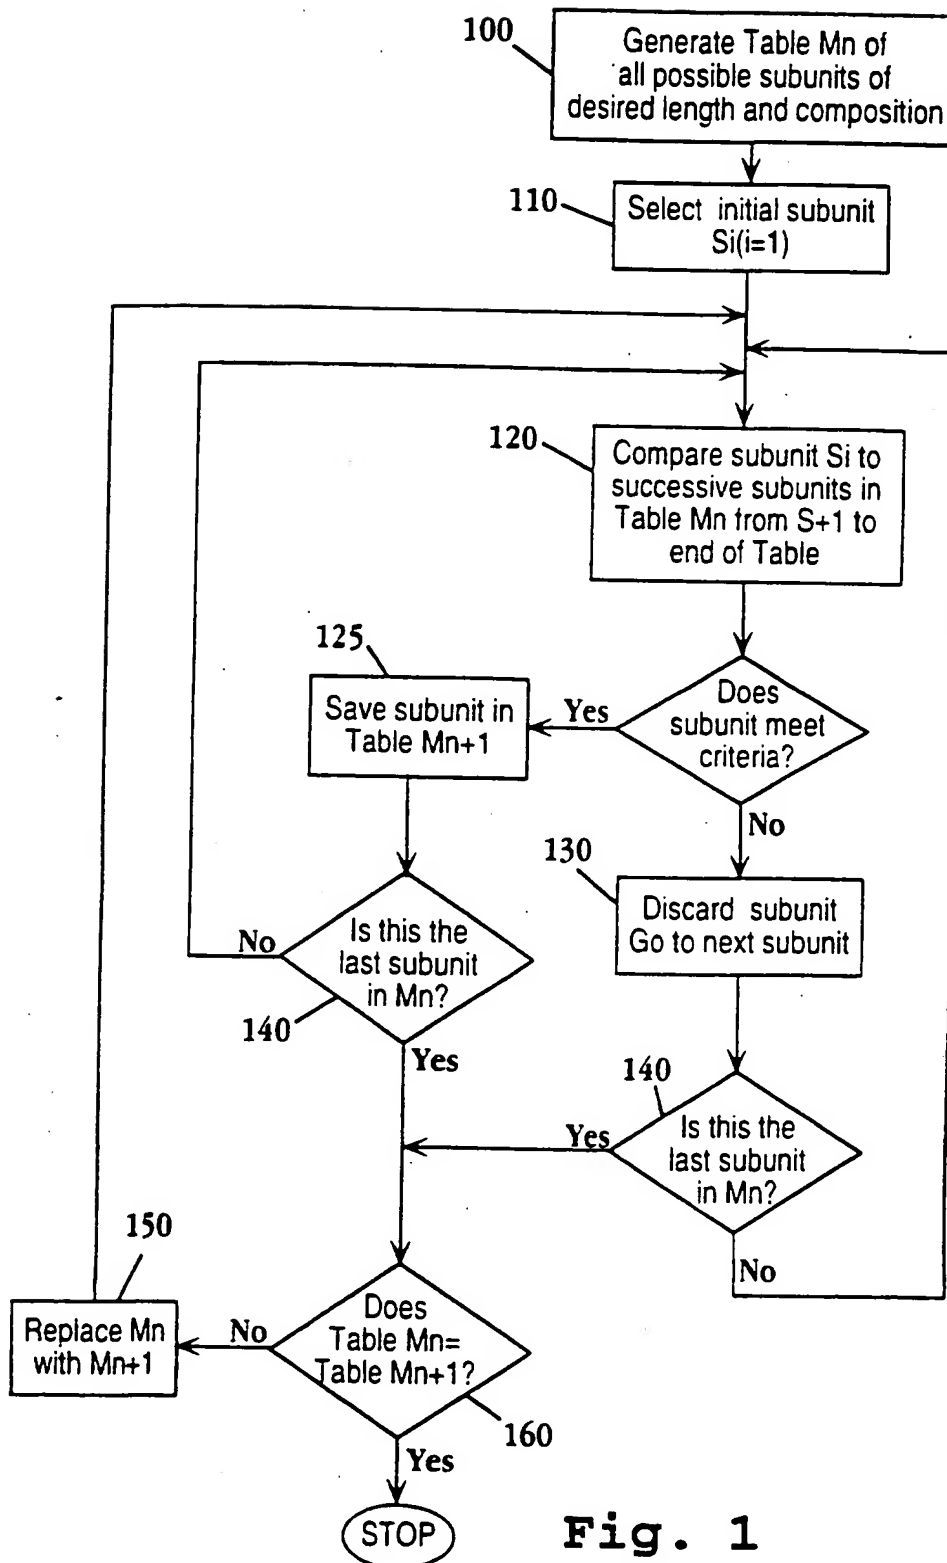 100
Generate Table Mn of
all possible subunits of
desired length and composition
110
Select initial subunit
Si(i=1)
120
Compare subunit Si to
successive subunits in
Table Mn from S+1 to
end of Table
125
Save subunit in
Table Mn+1
Yes
Does
subunit meet
criteria?
No
130
Discard subunit
Go to next subunit
No
Is this the
last subunit
in Mn?
140
Yes
140
Yes
Is this the
last subunit
in Mn?
No
150
Replace Mn
with Mn+1
No
Does
Table Mn=
Table Mn+1?
160
Yes
STOP
Fig. 1